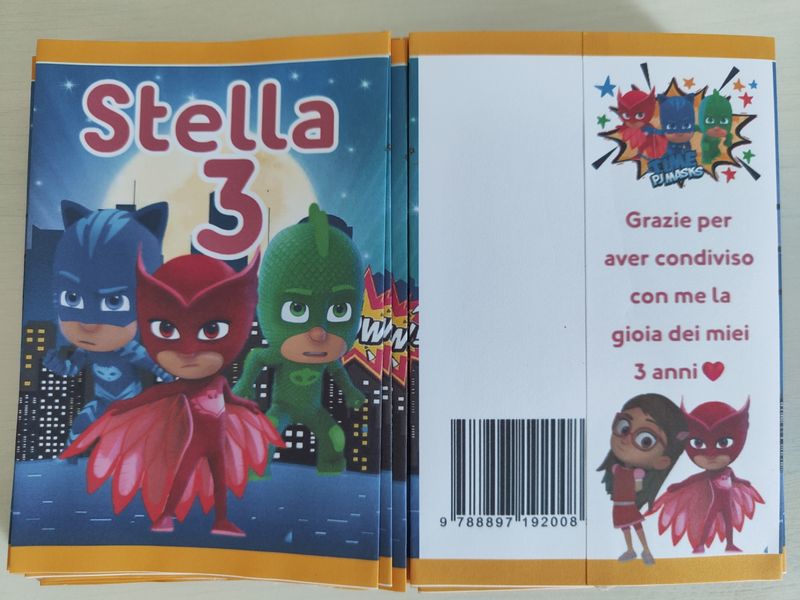 Stella
3
TIME
PJ MASKS
Grazie per
aver condiviso
con me la
gioia dei miei
3 anni
9 788897 192008